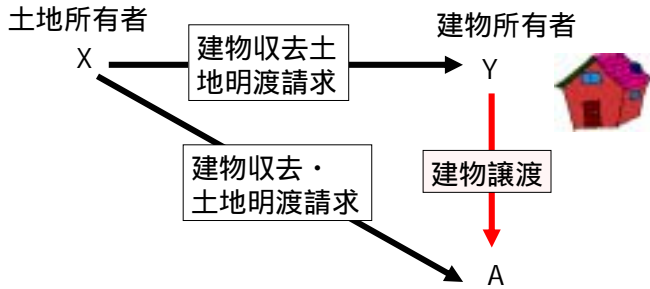 土地所有者
X
建物収去土
地明渡請求
建物所有者
Y
建物収去・
土地明渡請求
建物譲渡
A